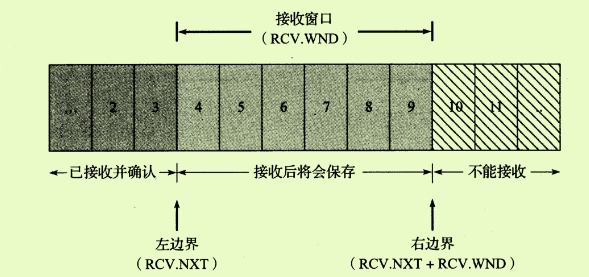 接收窗口
(RCV.WND)
... 2 3 4 5 6 7 8 9 10 11 ..
已接收并确认 接收后将会保存 不能接收
左边界 右边界
(RCV.NXT) (RCV.NXT + RCV.WND)